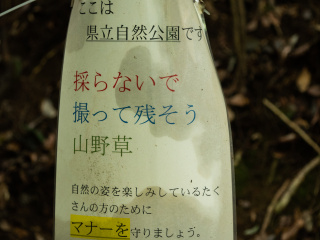 ここは
県立自然公園です
採らないで
撮って残そう
山野草
自然の姿を楽しみしているたく
さんの方のために
マナーを守りましょう。